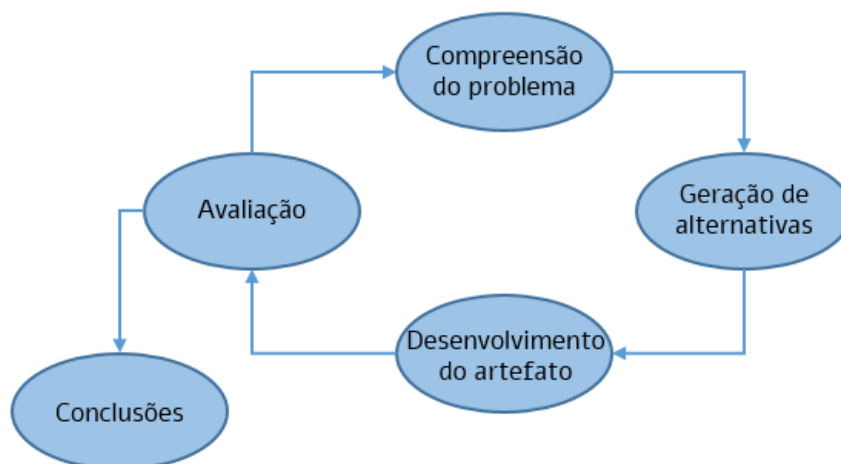 Compreensão
do problema
Geração de
alternativas
Avaliação
Desenvolvimento
do artefato
Conclusões